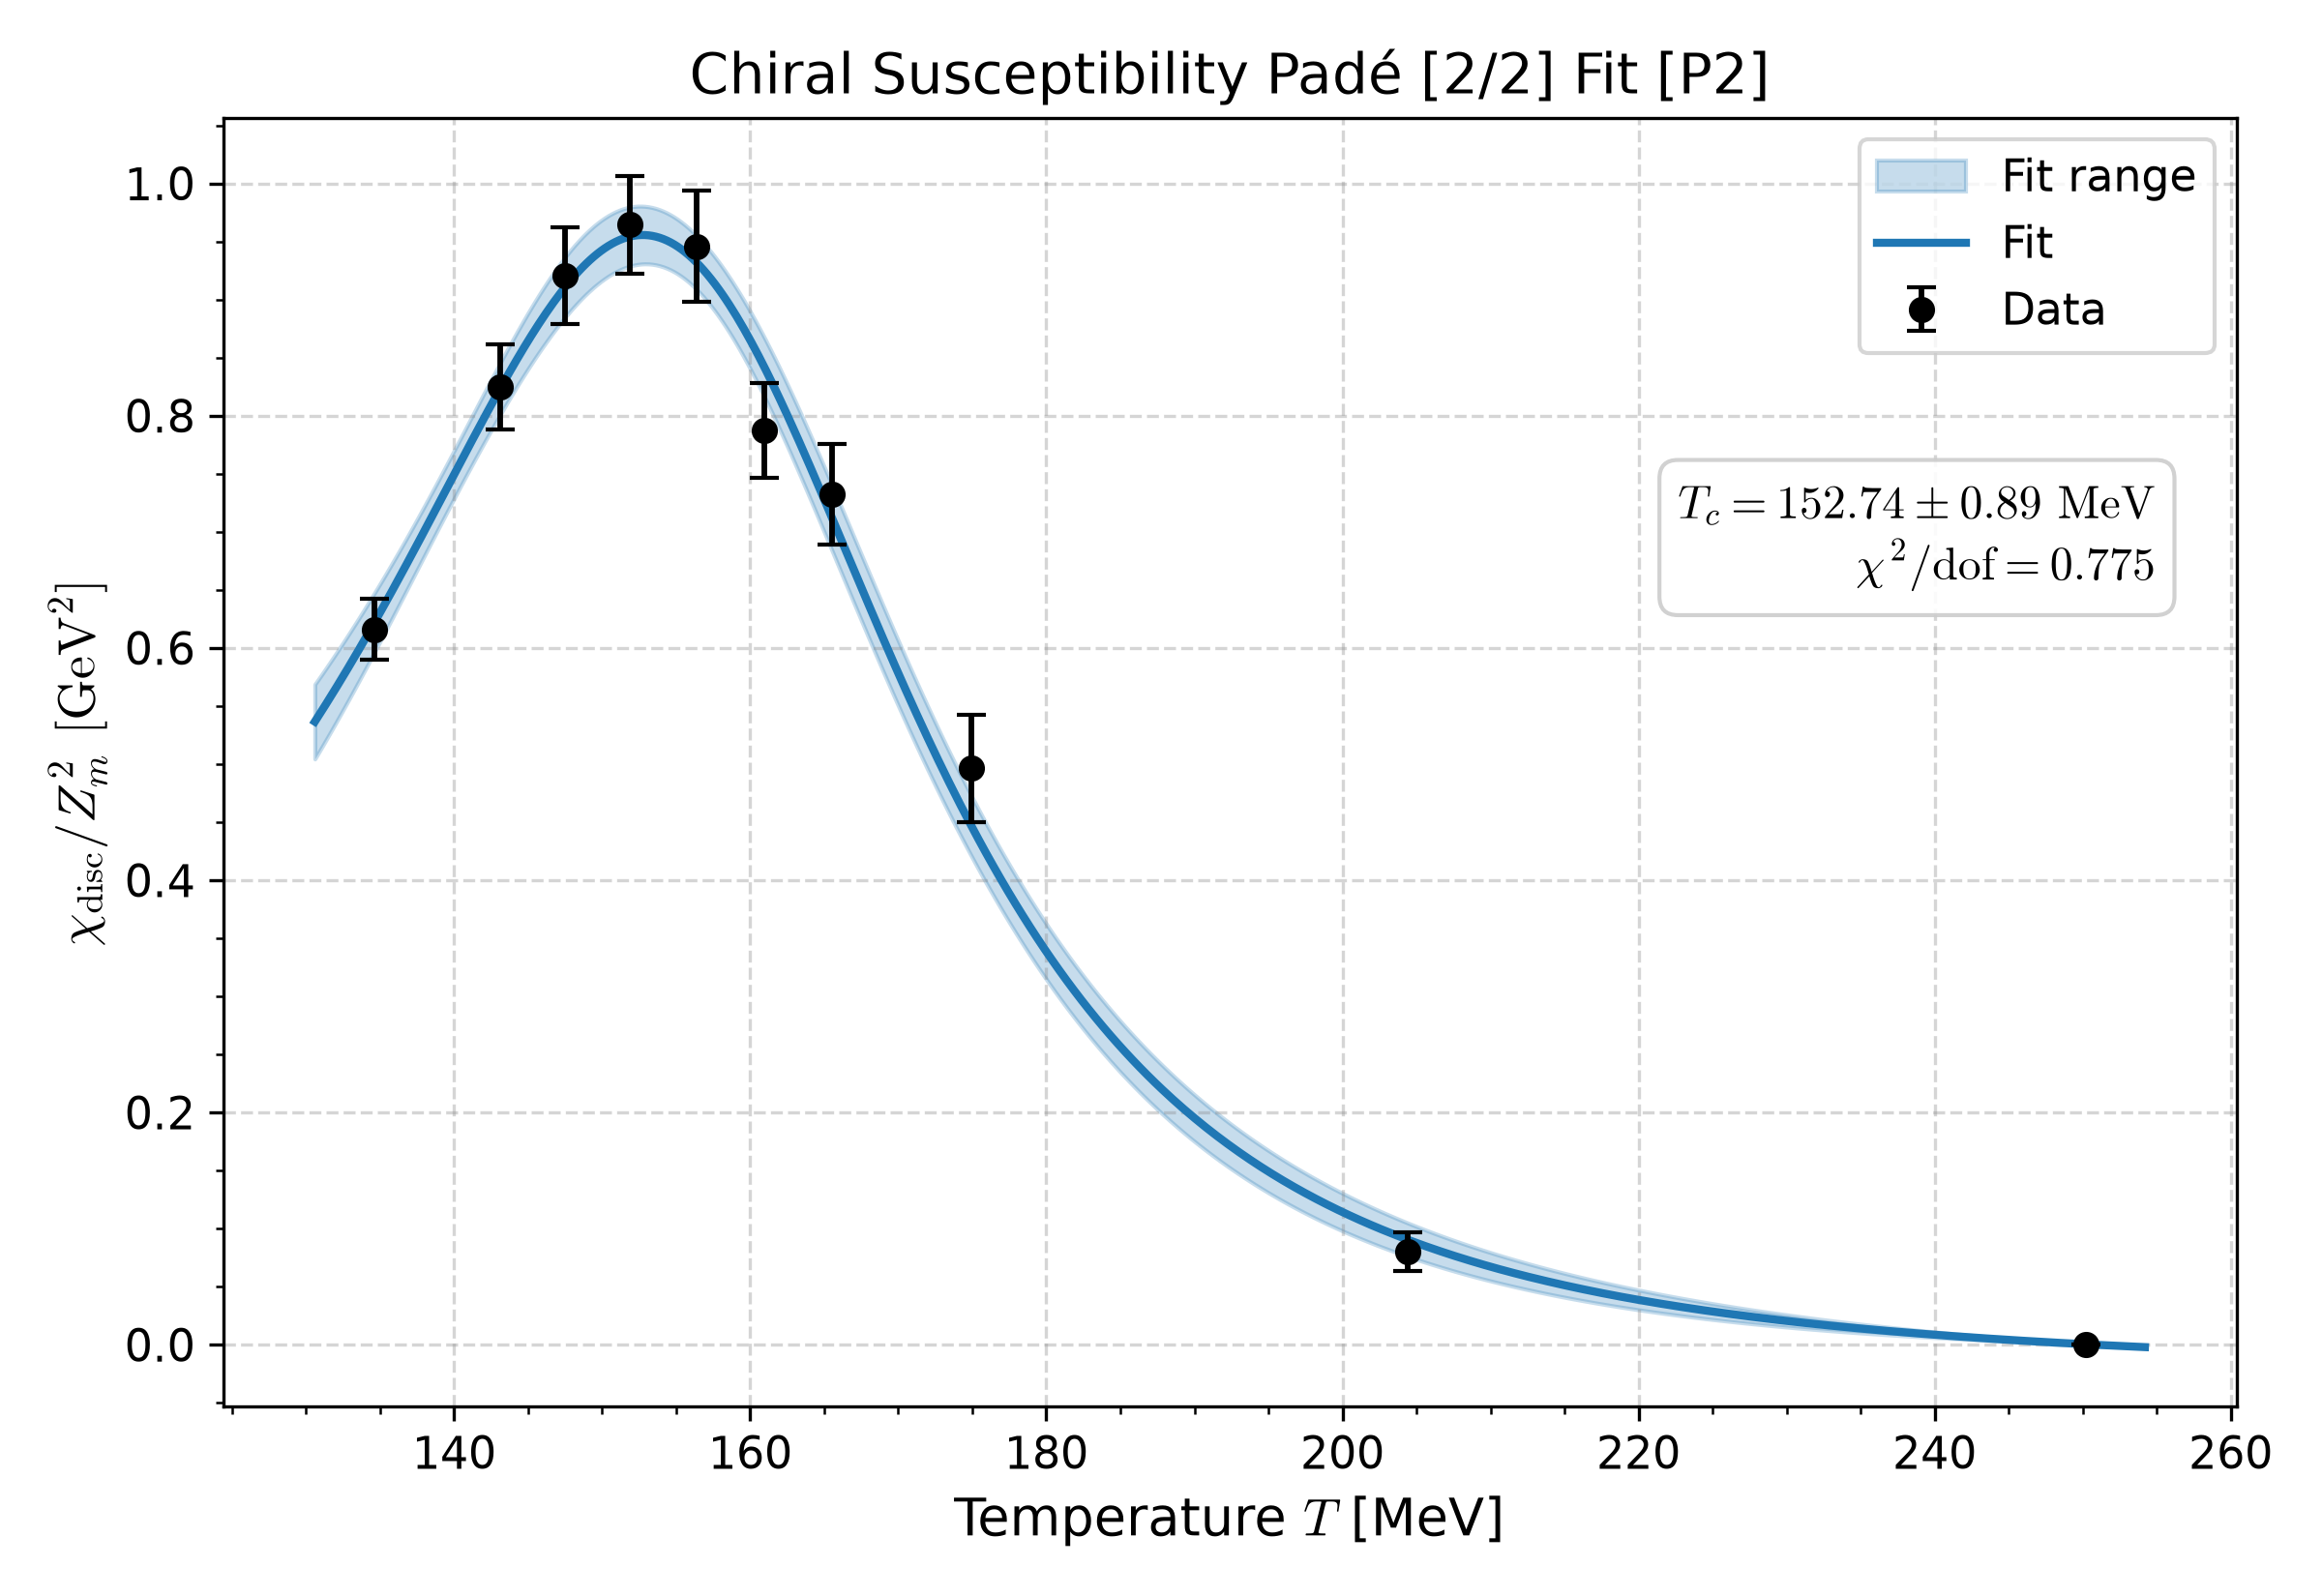 Chiral Susceptibility Padé [2/2] Fit [P2]
Fit range
Fit
Data
T_c = 152.74 ± 0.89 MeV
χ²/dof = 0.775
χ_disc/Z_m² [GeV²]
1.0
0.8
0.6
0.4
0.2
0.0
140 160 180 200 220 240 260
Temperature T [MeV]